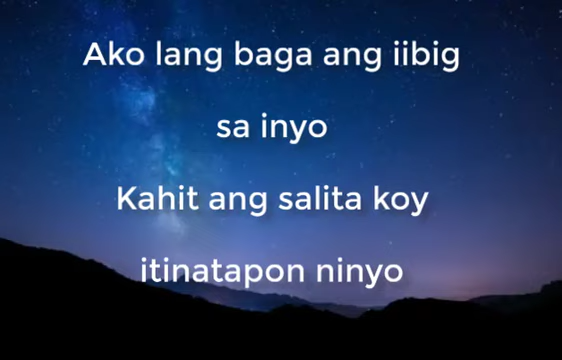 Ako lang baga ang iibig
sa inyo
Kahit ang salita koy
itinatapon ninyo